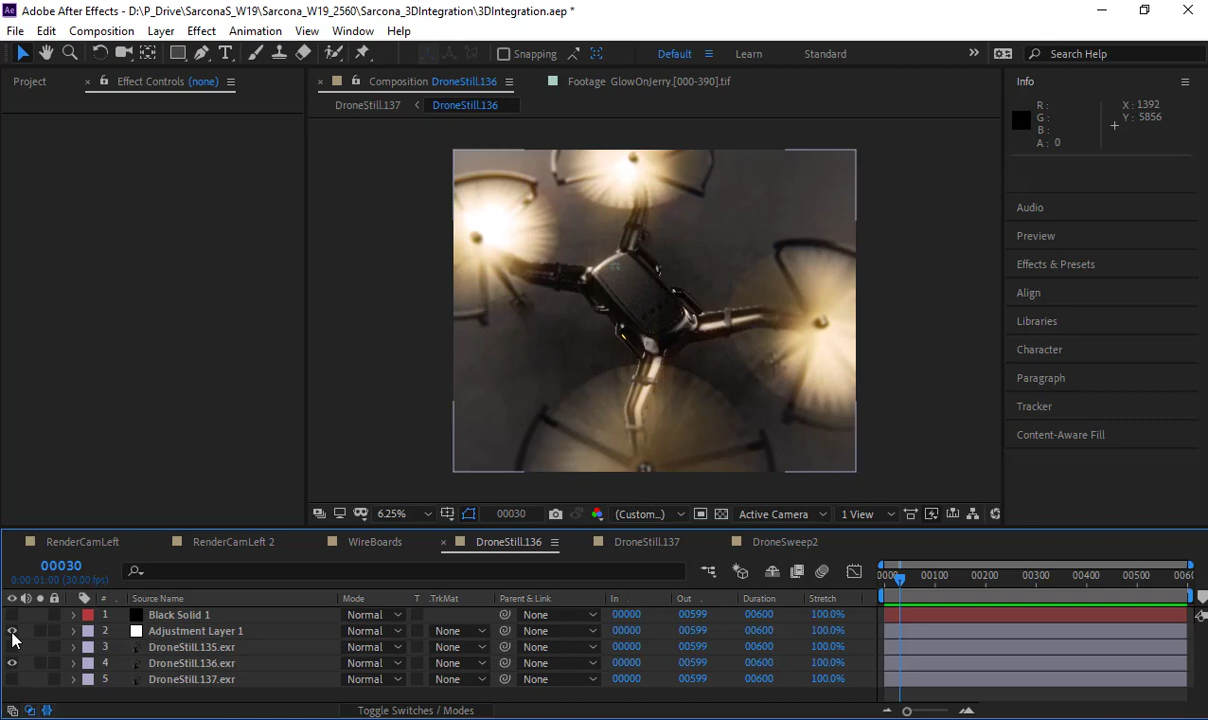 Adobe After Effects - D:\P_Drive\SarconaS_W19\Sarcona_W19_2560\Sarcona_3DIntegration\3DIntegration.aep *
File Edit Composition Layer Effect Animation View Window Help
Snapping Default Learn Standard Search Help
Project Effect Controls (none) Composition DroneStill.136 Footage GlowOnJerry.[000-390].tif Info
DroneStill.137 DroneStill.136
R : X : 1392
G : Y : 5856
B :
A : 0
Audio
Preview
Effects & Presets
Align
Libraries
Character
Paragraph
Tracker
Content-Aware Fill
6.25% 00030 (Custom...) Active Camera 1 View
RenderCamLeft RenderCamLeft 2 WireBoards DroneStill.136 DroneStill.137 DroneSweep2
00030
0:00:01:00 (30.00 fps)
00100 00200 00300 00400 00500
# Source Name Mode T .TrkMat Parent & Link In Out Duration Stretch
1 Black Solid 1 Normal None 00000 00599 00600 100.0%
2 Adjustment Layer 1 Normal None None 00000 00599 00600 100.0%
3 DroneStill.135.exr Normal None None 00000 00599 00600 100.0%
4 DroneStill.136.exr Normal None None 00000 00599 00600 100.0%
5 DroneStill.137.exr Normal None None 00000 00599 00600 100.0%
Toggle Switches / Modes